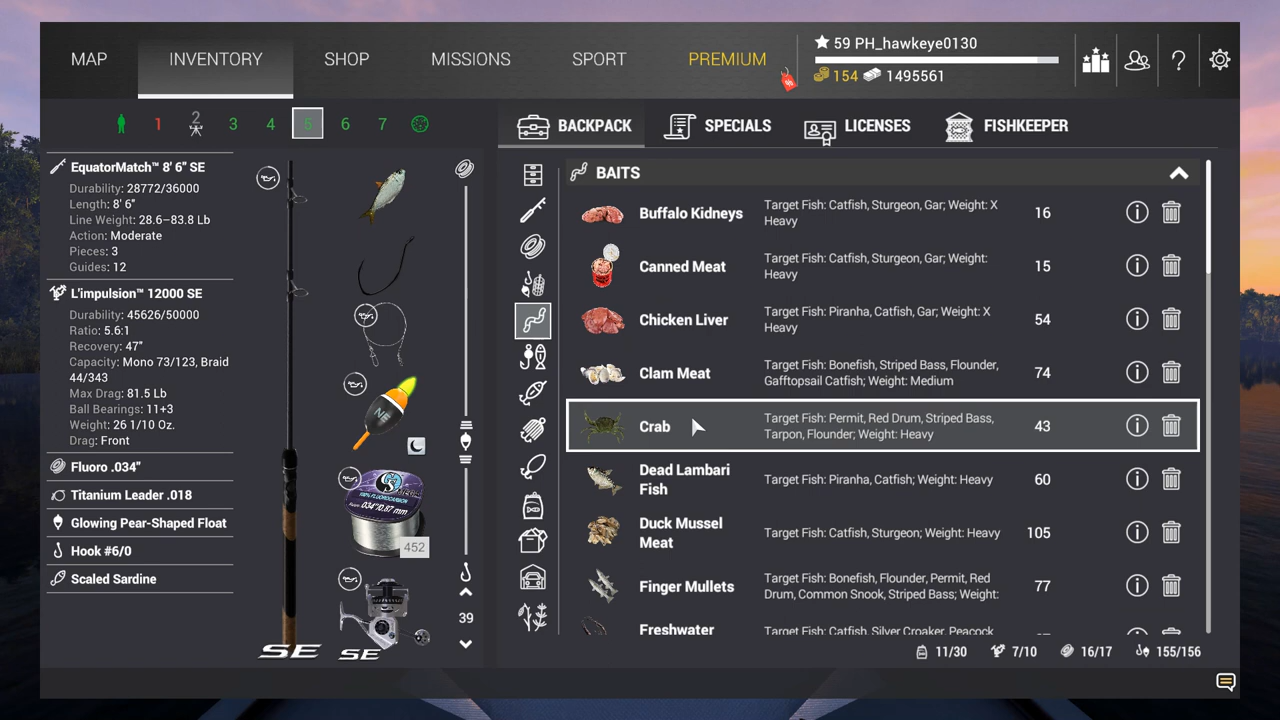 MAP
INVENTORY
SHOP
MISSIONS
SPORT
PREMIUM
59 PH_hawkeye0130
154 1495561
1 2 3 4 5 6 7
BACKPACK
SPECIALS
LICENSES
FISHKEEPER
EquatorMatch™ 8' 6" SE
Durability: 28772/36000
Length: 8' 6"
Line Weight: 28.6–83.8 Lb
Action: Moderate
Pieces: 3
Guides: 12
L'impulsion™ 12000 SE
Durability: 45626/50000
Ratio: 5.6:1
Recovery: 47"
Capacity: Mono 73/123, Braid
44/343
Max Drag: 81.5 Lb
Ball Bearings: 11+3
Weight: 26 1/10 Oz.
Drag: Front
Fluoro .034"
Titanium Leader .018
Glowing Pear-Shaped Float
Hook #6/0
Scaled Sardine
452
39
SE
SE
BAITS
Buffalo Kidneys
Target Fish: Catfish, Sturgeon, Gar; Weight: X
Heavy
16
Canned Meat
Target Fish: Catfish, Sturgeon, Gar; Weight:
Heavy
15
Chicken Liver
Target Fish: Piranha, Catfish, Gar; Weight: X
Heavy
54
Clam Meat
Target Fish: Bonefish, Striped Bass, Flounder,
Gafftopsail Catfish; Weight: Medium
74
Crab
Target Fish: Permit, Red Drum, Striped Bass,
Tarpon, Flounder; Weight: Heavy
43
Dead Lambari
Fish
Target Fish: Piranha, Catfish; Weight: Heavy
60
Duck Mussel
Meat
Target Fish: Catfish, Sturgeon; Weight: Heavy
105
Finger Mullets
Target Fish: Bonefish, Flounder, Permit, Red
Drum, Common Snook, Striped Bass; Weight:
77
Freshwater
Target Fish: Catfish, Silver Croaker, Peacock
11/30
7/10
16/17
155/156